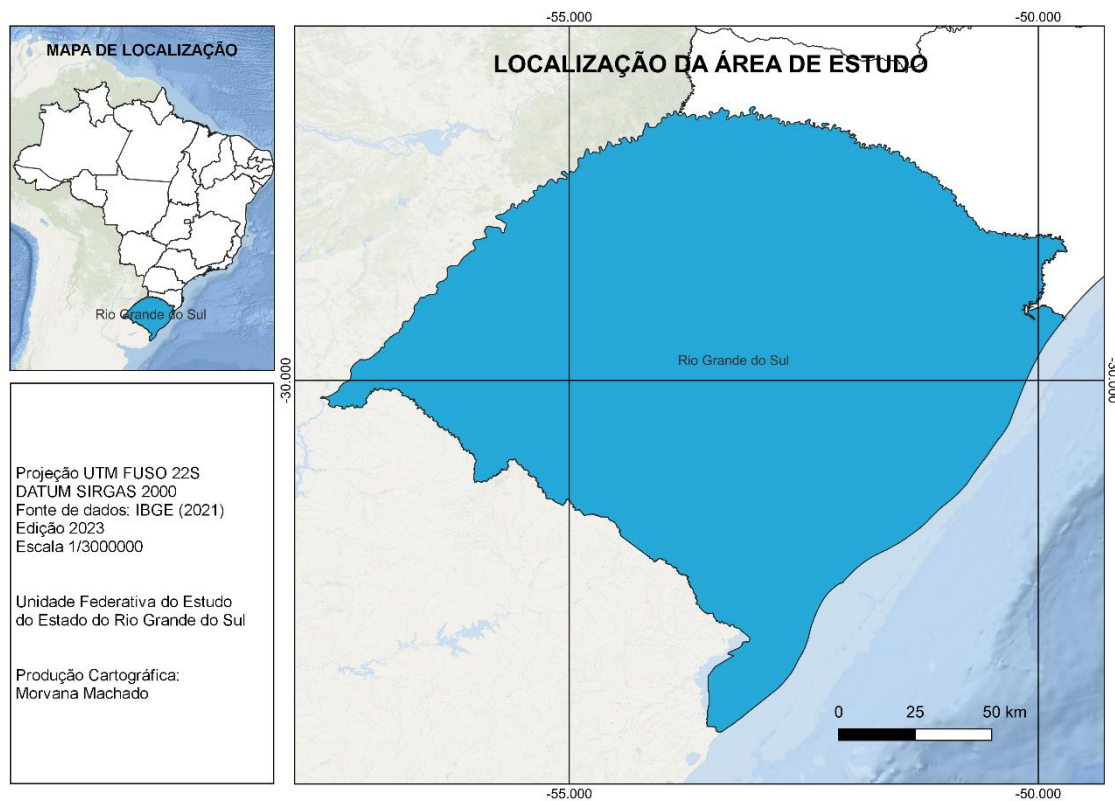 MAPA DE LOCALIZAÇÃO
Rio Grande do Sul
Projeção UTM FUSO 22S
DATUM SIRGAS 2000
Fonte de dados: IBGE (2021)
Edição 2023
Escala 1/3000000
Unidade Federativa do Estudo
do Estado do Rio Grande do Sul
Produção Cartográfica:
Morvana Machado
-55.000
-50.000
LOCALIZAÇÃO DA ÁREA DE ESTUDO
Rio Grande do Sul
-30.000
-30.000
0 25 50 km
-55.000
-50.000